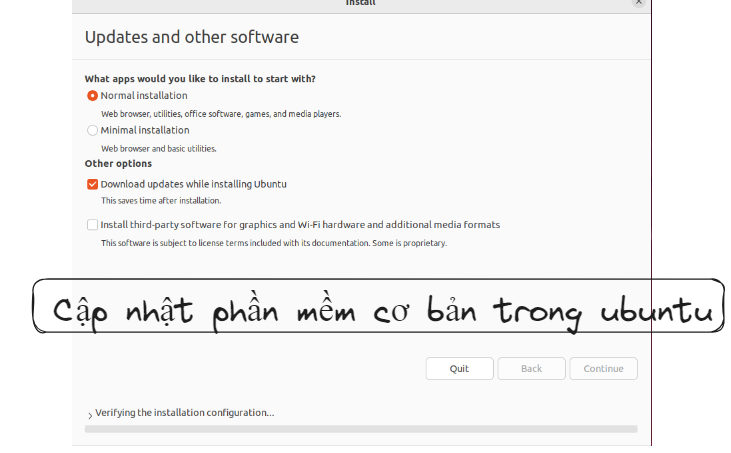 Install
Updates and other software
What apps would you like to install to start with?
Normal installation
Web browser, utilities, office software, games, and media players.
Minimal installation
Web browser and basic utilities.
Other options
Download updates while installing Ubuntu
This saves time after installation.
Install third-party software for graphics and Wi-Fi hardware and additional media formats
This software is subject to license terms included with its documentation. Some is proprietary.
Cập nhật phần mềm cơ bản trong ubuntu
Quit Back Continue
Verifying the installation configuration...